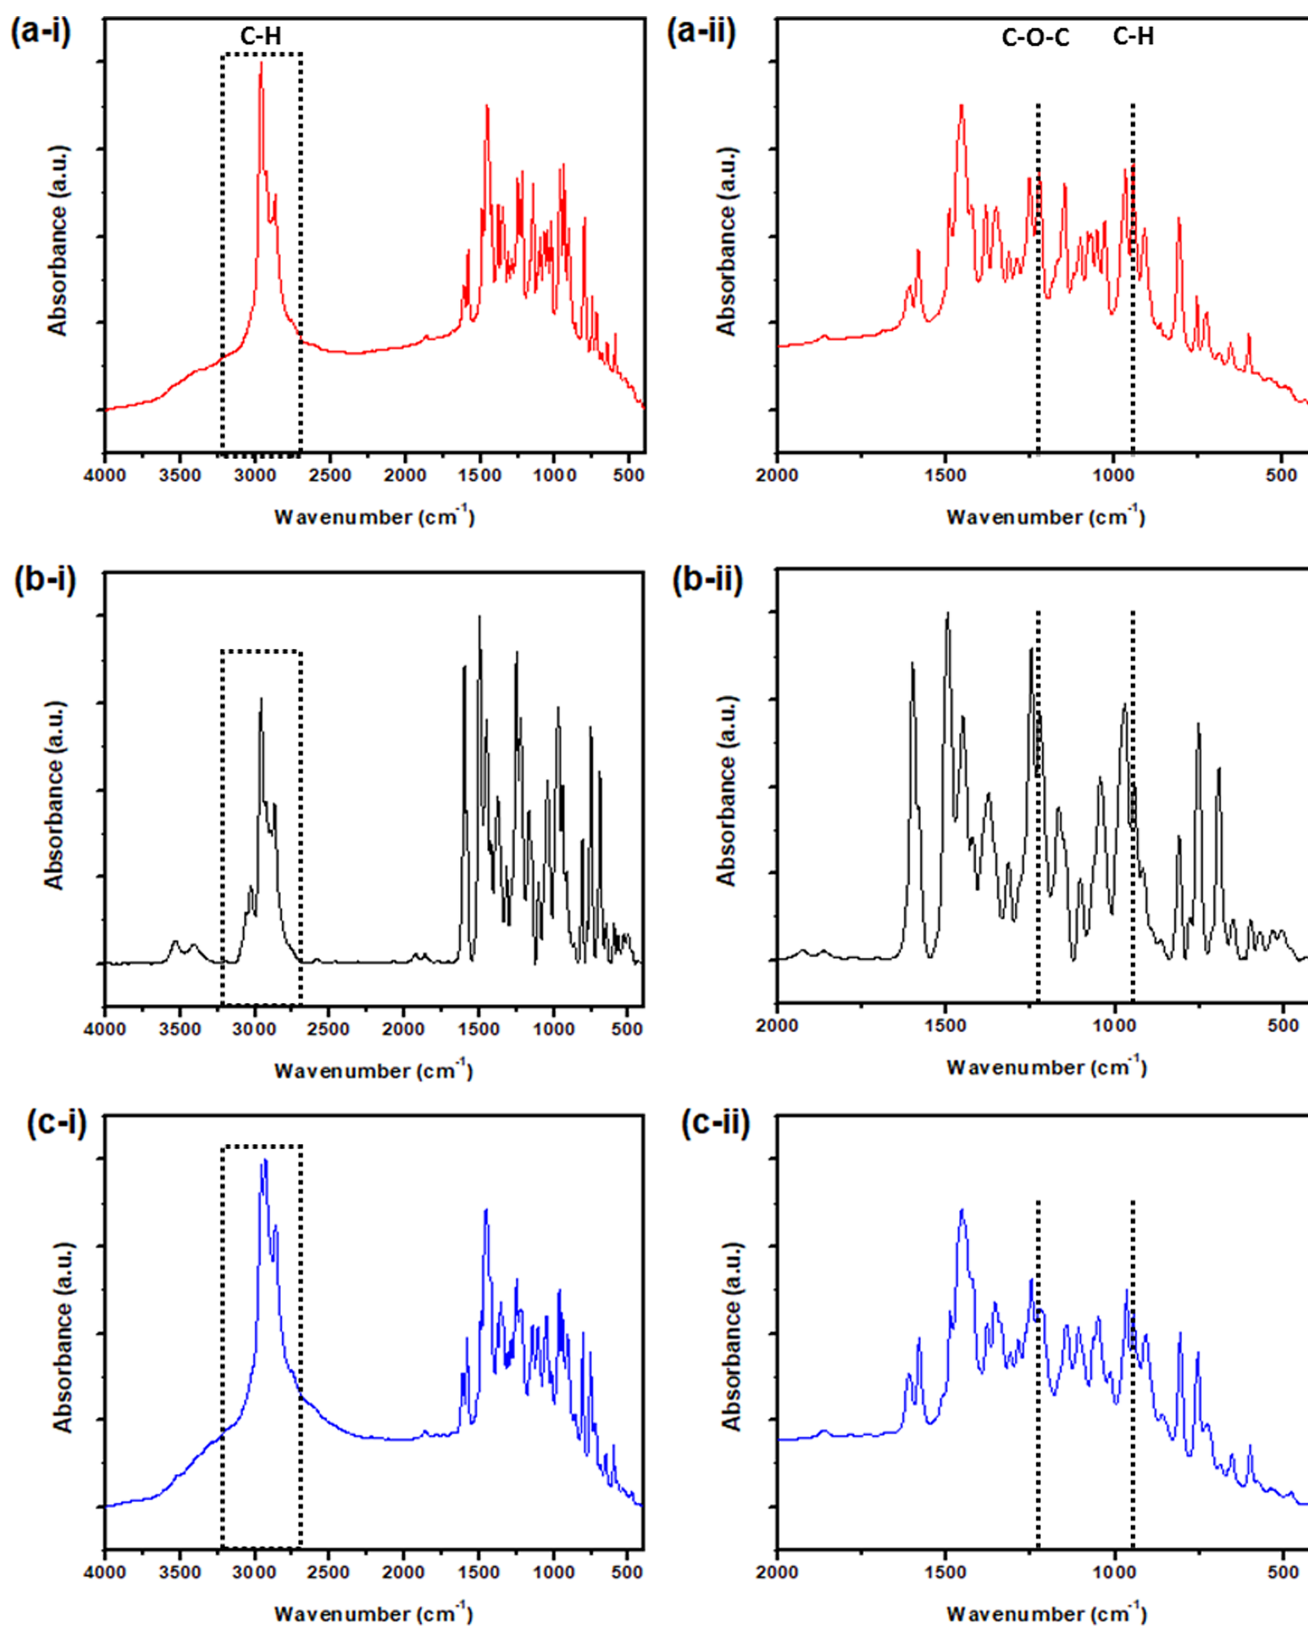 (a-i)
C-H
Absorbance (a.u.)
4000 3500 3000 2500 2000 1500 1000 500
Wavenumber (cm-1)
(a-ii)
C-O-C C-H
Absorbance (a.u.)
2000 1500 1000 500
Wavenumber (cm-1)
(b-i)
Absorbance (a.u.)
4000 3500 3000 2500 2000 1500 1000 500
Wavenumber (cm-1)
(b-ii)
Absorbance (a.u.)
2000 1500 1000 500
Wavenumber (cm-1)
(c-i)
Absorbance (a.u.)
4000 3500 3000 2500 2000 1500 1000 500
Wavenumber (cm-1)
(c-ii)
Absorbance (a.u.)
2000 1500 1000 500
Wavenumber (cm-1)